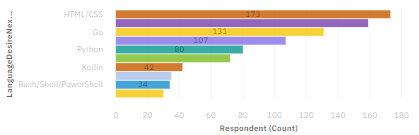 LanguageDesireNex...
HTML/CSS
173
Go
131
107
Python
80
Kotlin
42
Bash/Shell/PowerShell
34
0 20 40 60 80 100 120 140 160 180
Respondent (Count)